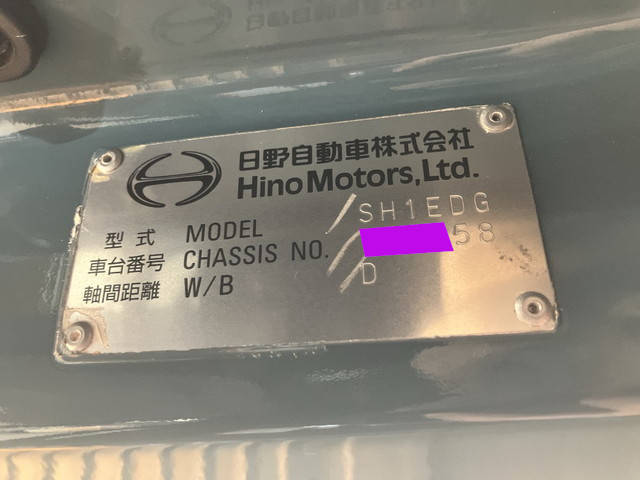 日野自動車株式会社
Hino Motors, Ltd.
型式 MODEL SH1EDG
車台番号 CHASSIS NO. 58
軸間距離 W/B D